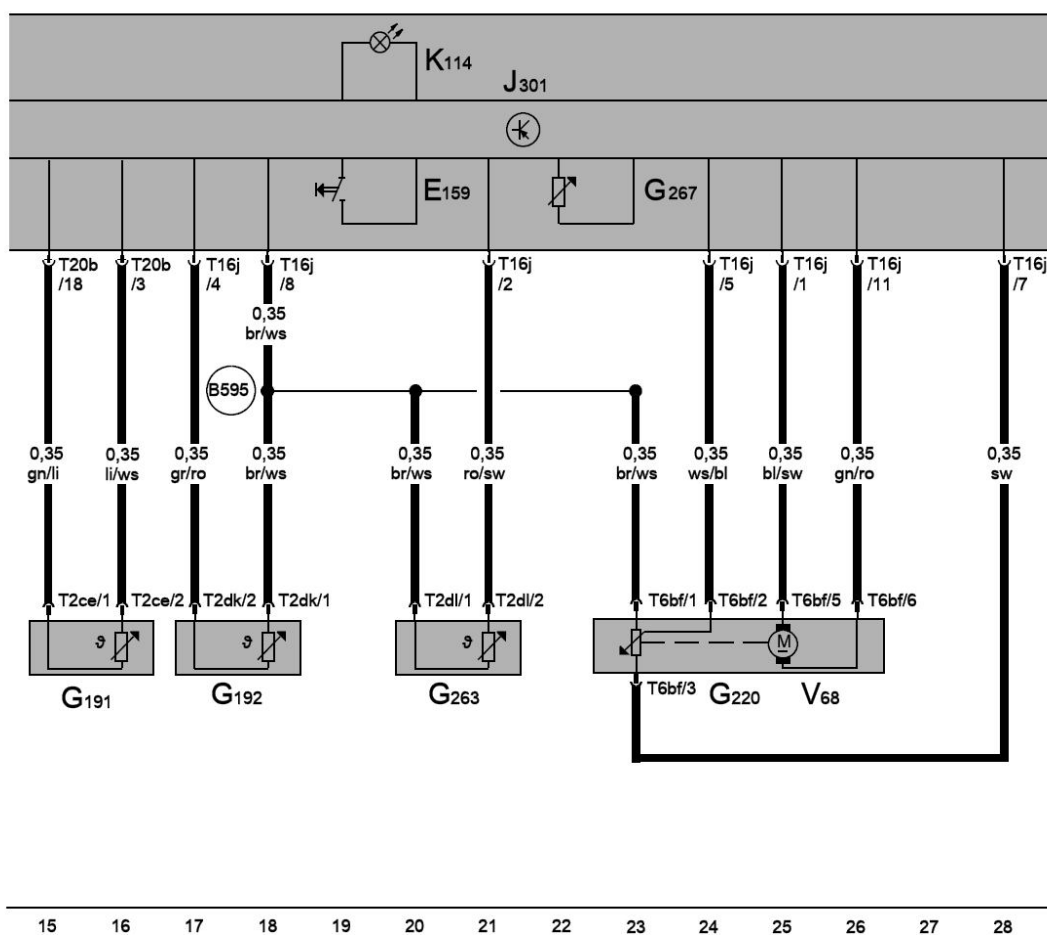 K114
J301
E159
G267
T20b T20b T16j T16j T16j T16j T16j T16j T16j
/18 /3 /4 /8 /2 /5 /1 /11 /7
0,35
br/ws
B595
0,35 0,35 0,35 0,35 0,35 0,35 0,35 0,35 0,35 0,35 0,35
gn/li li/ws gr/ro br/ws br/ws ro/sw br/ws ws/bl bl/sw gn/ro sw
T2ce/1 T2ce/2 T2dk/2 T2dk/1 T2dl/1 T2dl/2 T6bf/1 T6bf/2 T6bf/5 T6bf/6
ϑ ϑ ϑ M
T6bf/3
G191 G192 G263 G220 V68
15 16 17 18 19 20 21 22 23 24 25 26 27 28